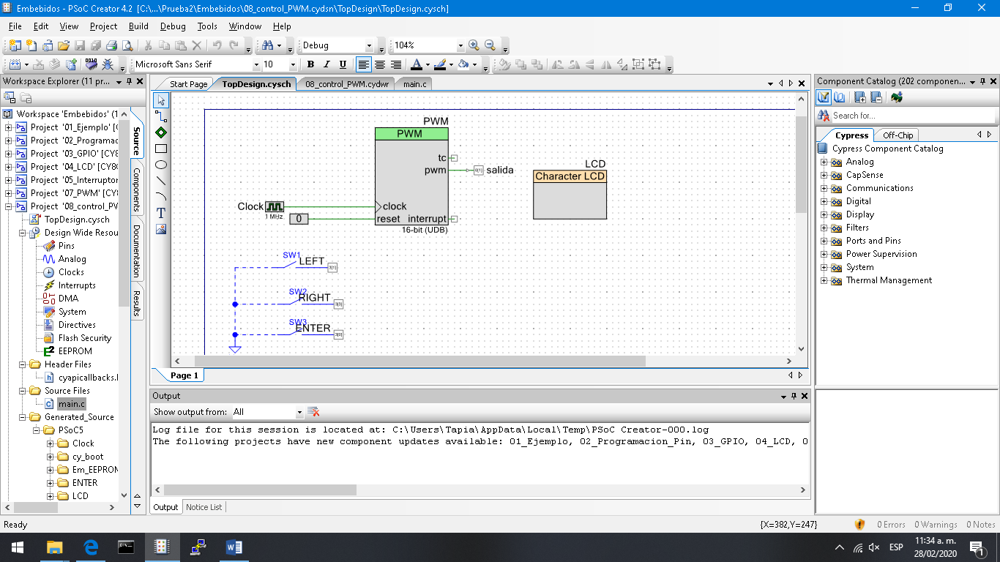 Embebidos - PSoC Creator 4.2 [C:\...\Prueba2\Embebidos\08_control_PWM.cydsn\TopDesign\TopDesign.cysch]
File Edit View Project Build Debug Tools Window Help
Debug 104%
Microsoft Sans Serif 10 B I U A
Workspace Explorer (11 pr...
Workspace 'Embebidos' (1
Project '01_Ejemplo' [C
Project '02_Programac
Project '03_GPIO' [CY8
Project '04_LCD' [CY8C
Project '05_Interruptor
Project '07_PWM' [CY8
Project '08_control_PV
TopDesign.cysch
Design Wide Resou
Pins
Analog
Clocks
Interrupts
DMA
System
Directives
Flash Security
EEPROM
Header Files
cyapicallbacks.h
Source Files
main.c
Generated_Source
PSoC5
Clock
cy_boot
Em_EEPROM
ENTER
LCD
Source
Components
Datasheets
Documentation
Results
Start Page TopDesign.cysch 08_control_PWM.cydwr main.c
PWM
PWM
tc
pwm
salida
Clock
1 MHz
clock
0
reset interrupt
16-bit (UDB)
LCD
Character LCD
SW1
LEFT
SW2
RIGHT
SW3
ENTER
Page 1
Output
Show output from: All
Log file for this session is located at: C:\Users\Tapia\AppData\Local\Temp\PSoC Creator-000.log
The following projects have new component updates available: 01_Ejemplo, 02_Programacion_Pin, 03_GPIO, 04_LCD, 0
Output Notice List
Component Catalog (202 componen...
Search for...
Cypress Off-Chip
Cypress Component Catalog
Analog
CapSense
Communications
Digital
Display
Filters
Ports and Pins
Power Supervision
System
Thermal Management
Ready
{X=382,Y=247}
0 Errors 0 Warnings 0 Notes
ESP
11:34 a. m.
28/02/2020
1